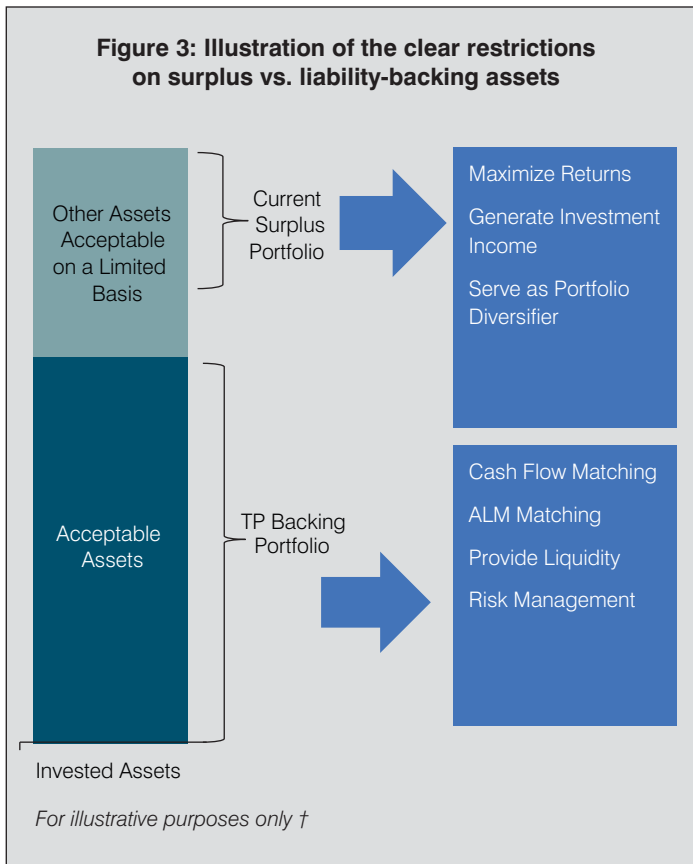 Figure 3: Illustration of the clear restrictions
on surplus vs. liability-backing assets
Other Assets
Acceptable
on a Limited
Basis
Current
Surplus
Portfolio
Maximize Returns
Generate Investment
Income
Serve as Portfolio
Diversifier
Acceptable
Assets
TP Backing
Portfolio
Cash Flow Matching
ALM Matching
Provide Liquidity
Risk Management
Invested Assets
For illustrative purposes only †